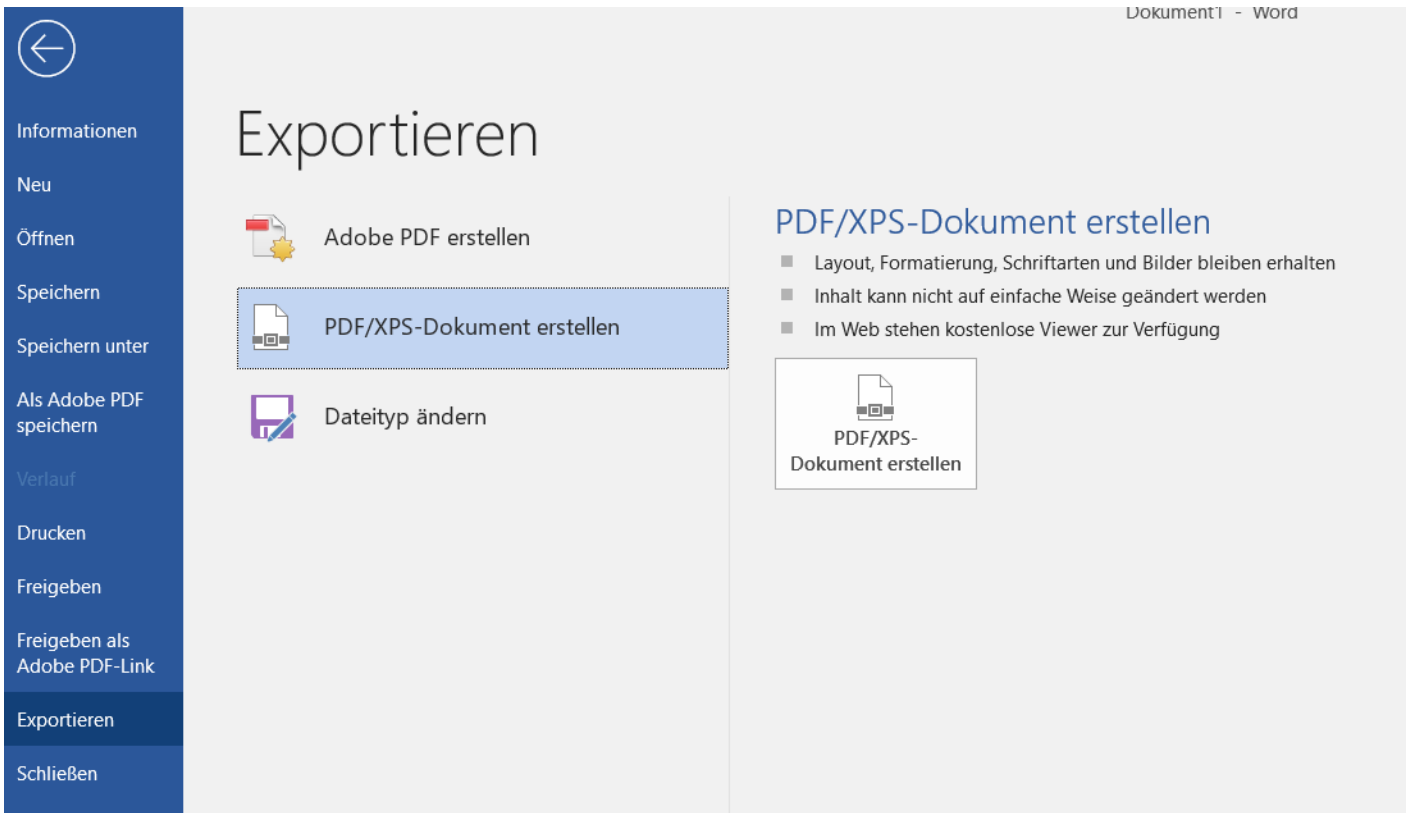 Dokument1 - Word
Informationen
Neu
Öffnen
Speichern
Speichern unter
Als Adobe PDF
speichern
Verlauf
Drucken
Freigeben
Freigeben als
Adobe PDF-Link
Exportieren
Schließen
Exportieren
Adobe PDF erstellen
PDF/XPS-Dokument erstellen
Dateityp ändern
PDF/XPS-Dokument erstellen
Layout, Formatierung, Schriftarten und Bilder bleiben erhalten
Inhalt kann nicht auf einfache Weise geändert werden
Im Web stehen kostenlose Viewer zur Verfügung
PDF/XPS-
Dokument erstellen